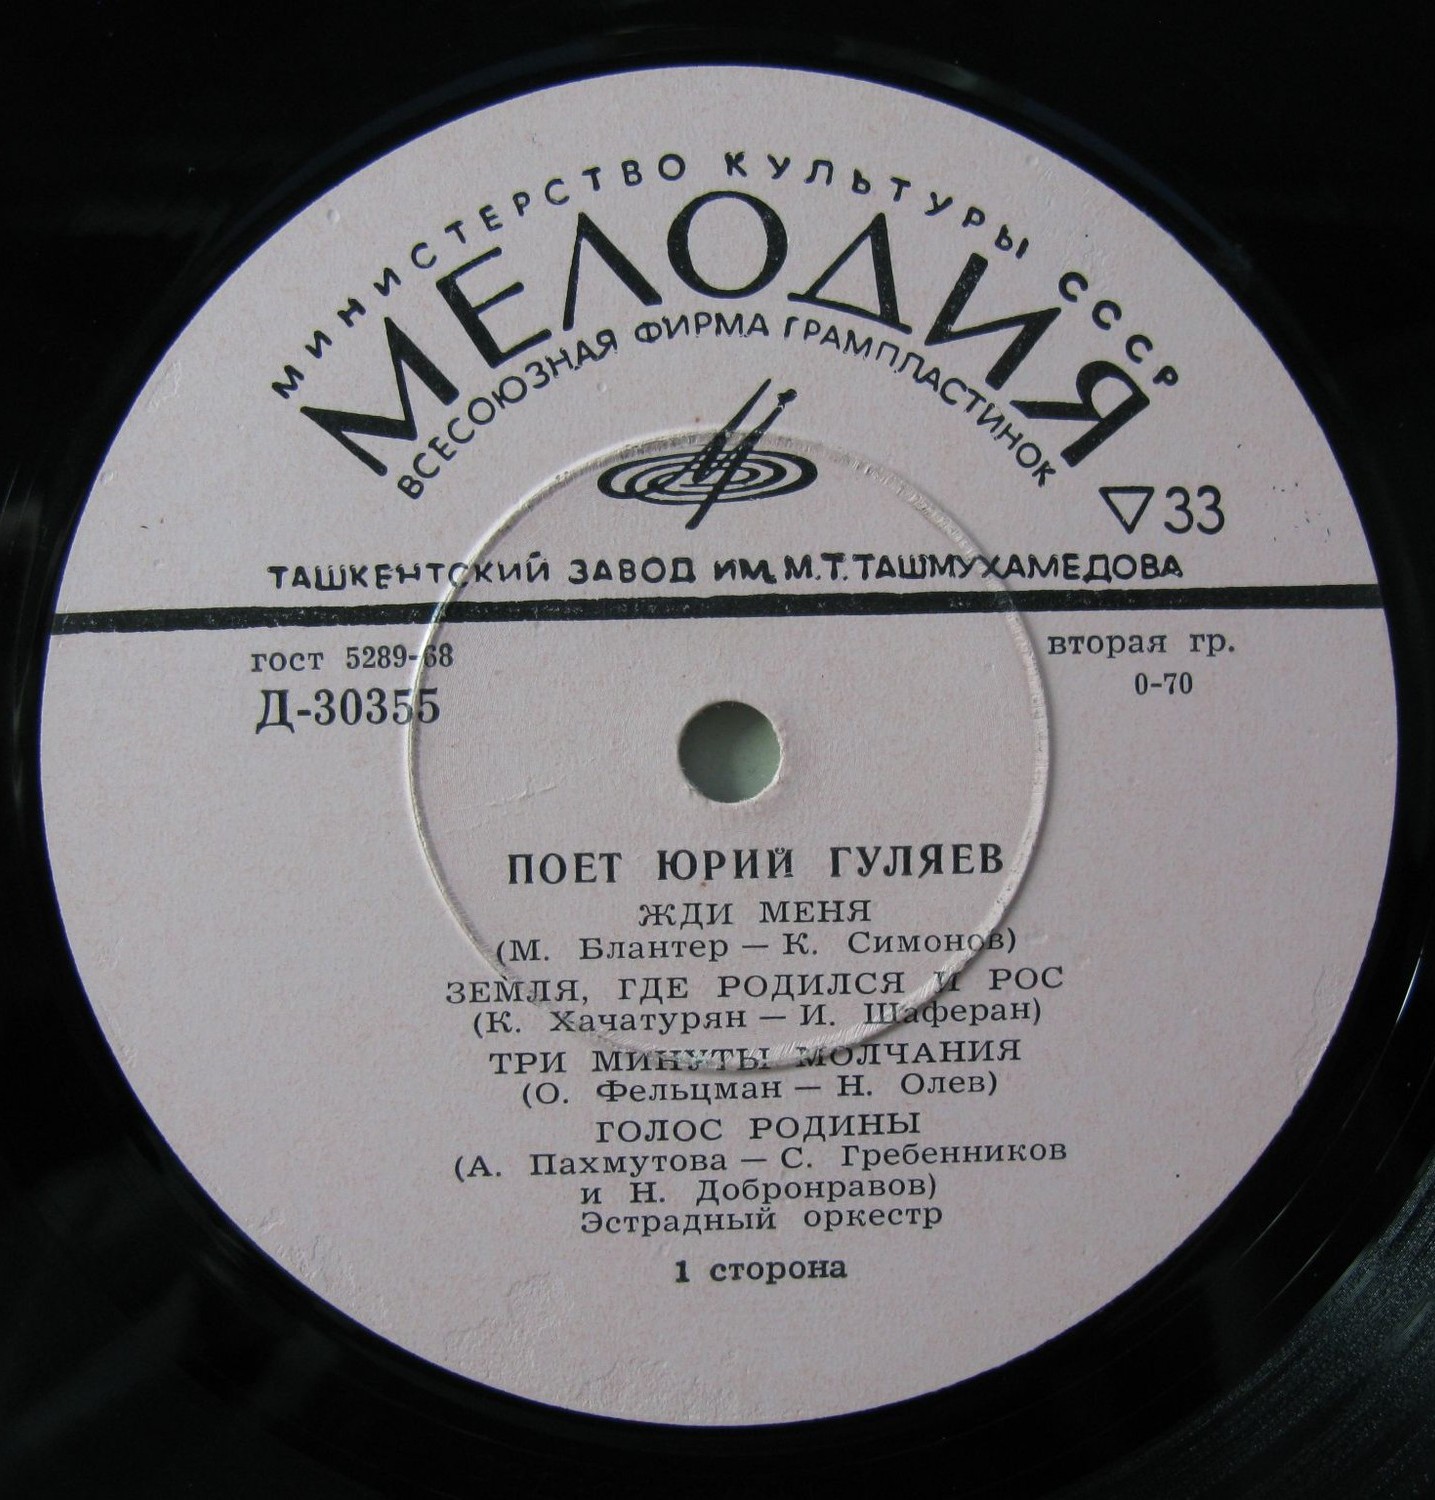 МИНИСТЕРСТВО КУЛЬТУРЫ СССР
МЕЛОДИЯ
ВСЕСОЮЗНАЯ ФИРМА ГРАМПЛАСТИНОК
▽33
ТАШКЕНТСКИЙ ЗАВОД ИМ. М.Т. ТАШМУХАМЕДОВА
гост 5289-68
Д-30355
вторая гр.
0-70
ПОЕТ ЮРИЙ ГУЛЯЕВ
ЖДИ МЕНЯ
(М. Блантер — К. Симонов)
ЗЕМЛЯ, ГДЕ РОДИЛСЯ И РОС
(К. Хачатурян — И. Шаферан)
ТРИ МИНУТЫ МОЛЧАНИЯ
(О. Фельцман — Н. Олев)
ГОЛОС РОДИНЫ
(А. Пахмутова — С. Гребенников
и Н. Добронравов)
Эстрадный оркестр
1 сторона